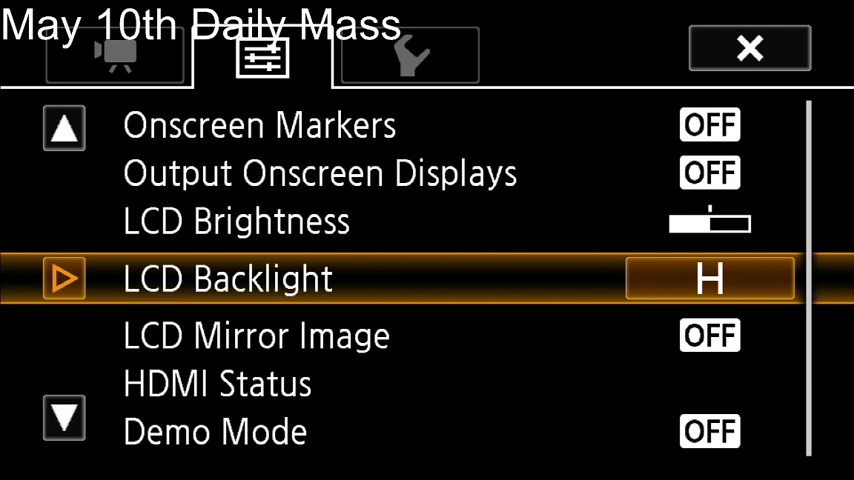 May 10th Daily Mass
Onscreen Markers OFF
Output Onscreen Displays OFF
LCD Brightness
LCD Backlight H
LCD Mirror Image OFF
HDMI Status
Demo Mode OFF